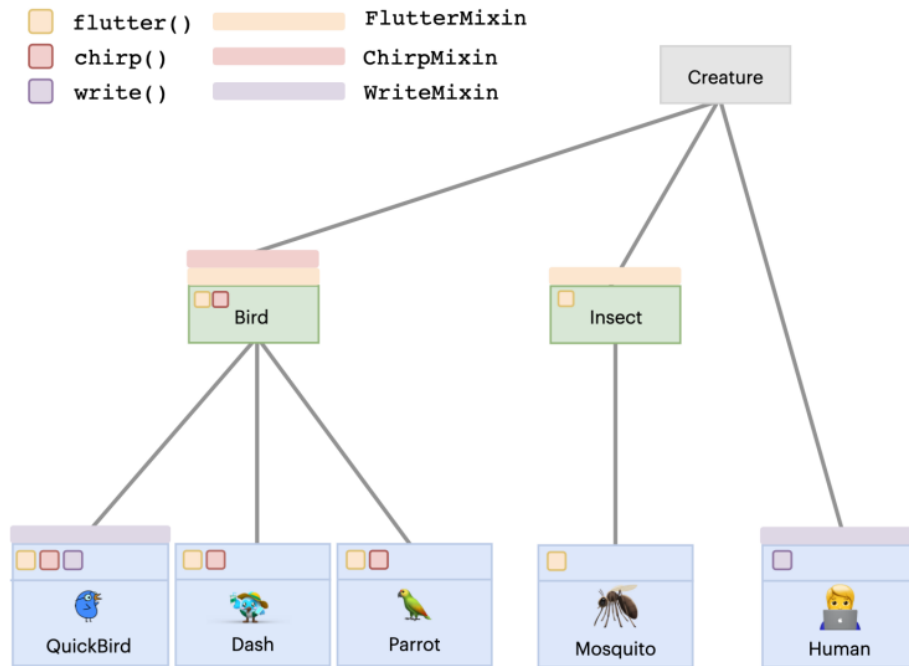 flutter()
FlutterMixin
chirp()
ChirpMixin
write()
WriteMixin
Creature
Bird
Insect
QuickBird
Dash
Parrot
Mosquito
Human